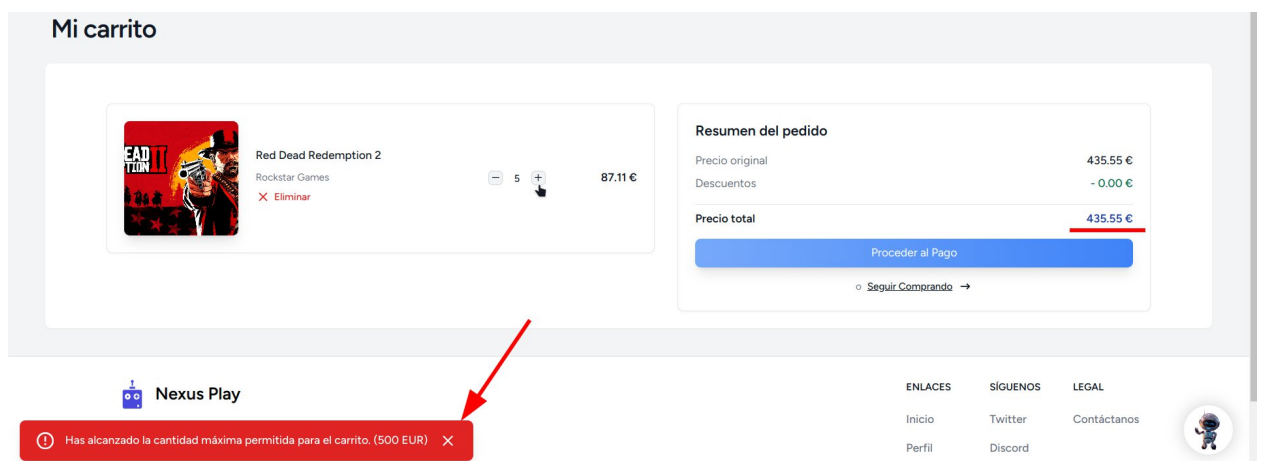 Mi carrito
EAD
TION II
Red Dead Redemption 2
Rockstar Games
Eliminar
5
87.11 €
Resumen del pedido
Precio original 435.55 €
Descuentos - 0.00 €
Precio total 435.55 €
Proceder al Pago
o Seguir Comprando →
Nexus Play
ENLACES
Inicio
Perfil
SÍGUENOS
Twitter
Discord
LEGAL
Contáctanos
Has alcanzado la cantidad máxima permitida para el carrito. (500 EUR)